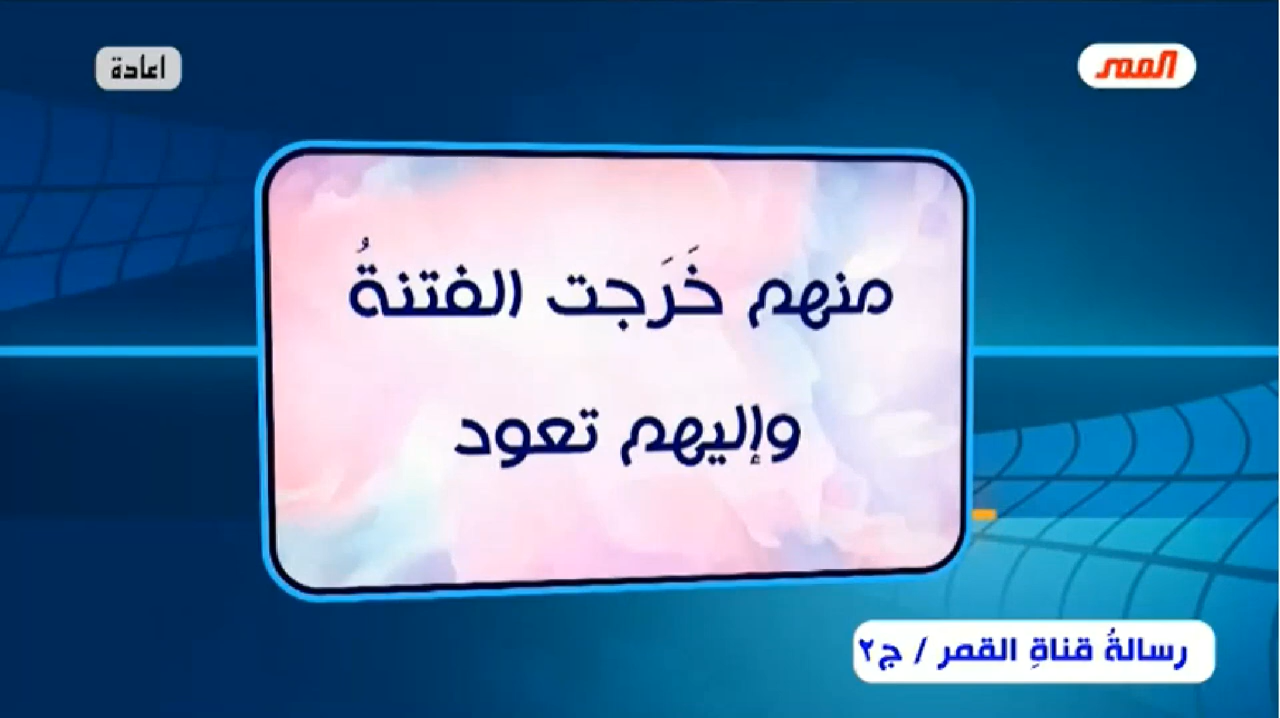 اعادة
القمر
منهم خَرَجت الفتنةُ
وإليهم تعود
رسالةُ قناةِ القمر / ج٢